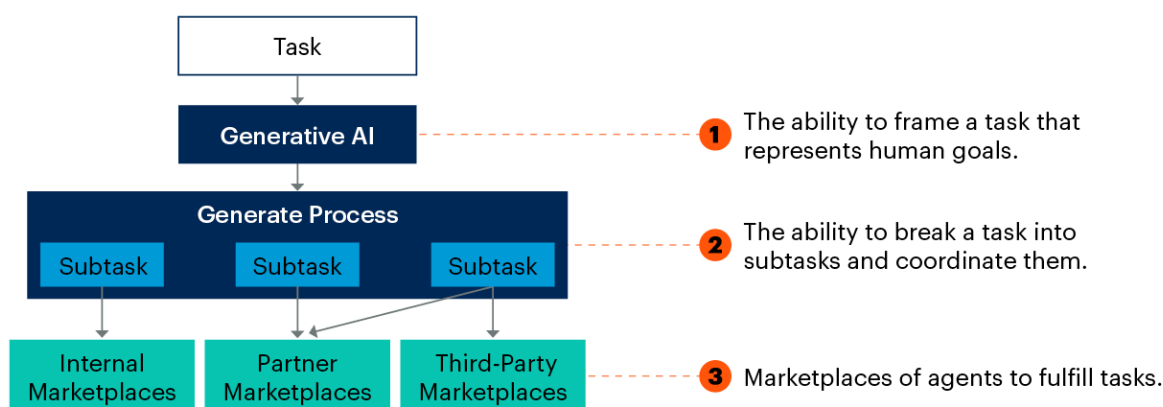 Task
Generative AI
1
The ability to frame a task that
represents human goals.
Generate Process
Subtask
Subtask
Subtask
2
The ability to break a task into
subtasks and coordinate them.
Internal
Marketplaces
Partner
Marketplaces
Third-Party
Marketplaces
3
Marketplaces of agents to fulfill tasks.